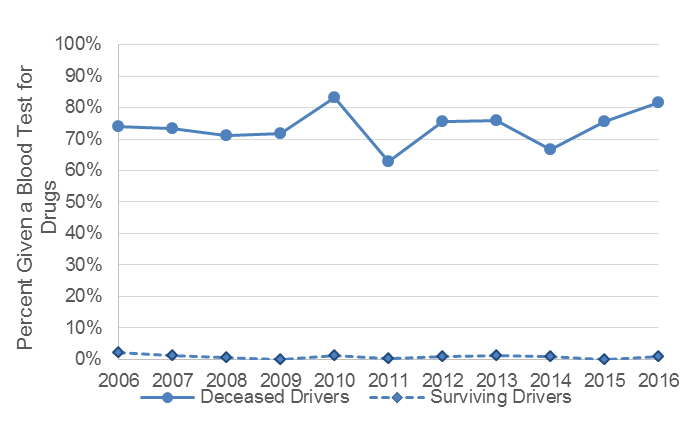 Percent Given a Blood Test for
Drugs
100%
90%
80%
70%
60%
50%
40%
30%
20%
10%
0%
2006 2007 2008 2009 2010 2011 2012 2013 2014 2015 2016
Deceased Drivers Surviving Drivers